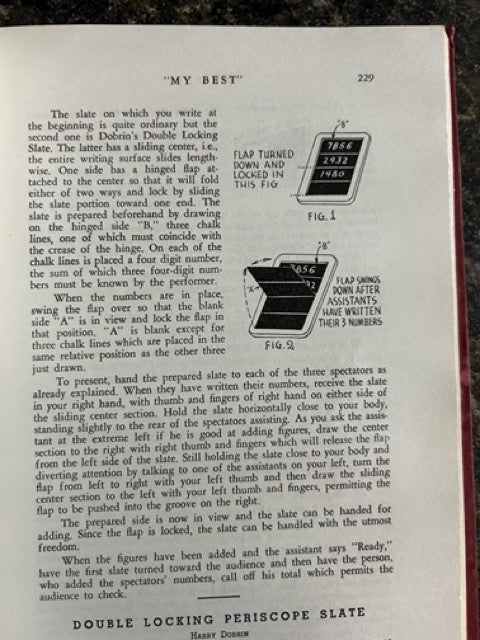 "MY BEST"
229
The slate on which you write at
the beginning is quite ordinary but the
second one is Dobrin's Double Locking
Slate. The latter has a sliding center, i.e.,
the entire writing surface slides length-
wise. One side has a hinged flap at-
tached to the center so that it will fold
either of two ways and lock by sliding
the slate portion toward one end. The
slate is prepared beforehand by drawing
on the hinged side "B," three chalk
lines, one of which must coincide with
the crease of the hinge. On each of the
chalk lines is placed a four digit number,
the sum of which three four-digit num-
bers must be known by the performer.
When the numbers are in place,
swing the flap over so that the blank
side "A" is in view and lock the flap in
that position. "A" is blank except for
three chalk lines which are placed in the
same relative position as the other three
just drawn.
FLAP TURNED
DOWN AND
LOCKED IN
THIS FIG
"B"
7856
2932
1480
FIG. 1
"B"
856
32
"A"
FLAP SWINGS
DOWN AFTER
ASSISTANTS
HAVE WRITTEN
THEIR 3 NUMBERS
FIG. 2
To present, hand the prepared slate to each of the three spectators as
already explained. When they have written their numbers, receive the slate
in your right hand, with thumb and fingers of right hand on either side of
the sliding center section. Hold the slate horizontally close to your body,
standing slightly to the rear of the spectators assisting. As you ask the assis-
tant at the extreme left if he is good at adding figures, draw the center
section to the right with right thumb and fingers which will release the flap
from the left side of the slate. Still holding the slate close to your body and
diverting attention by talking to one of the assistants on your left, turn the
flap from left to right with your left thumb and then draw the sliding
center section to the left with your left thumb and fingers, permitting the
flap to be pushed into the groove on the right.
The prepared side is now in view and the slate can be handed for
adding. Since the flap is locked, the slate can be handled with the utmost
freedom.
When the figures have been added and the assistant says "Ready,"
have the first slate turned toward the audience and then have the person,
who added the spectators' numbers, call off his total which permits the
audience to check.
DOUBLE LOCKING PERISCOPE SLATE
HARRY DOBRIN